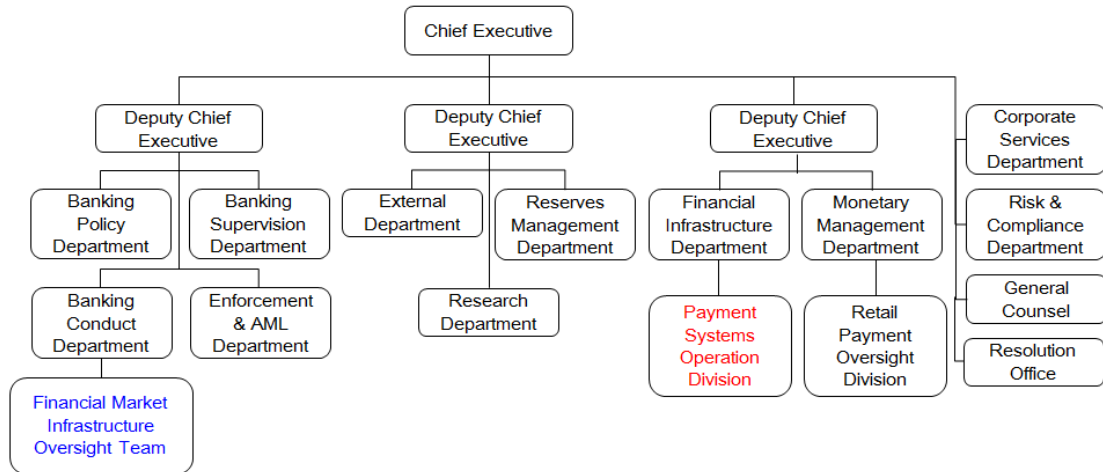 Chief Executive
Deputy Chief
Executive
Deputy Chief
Executive
Deputy Chief
Executive
Corporate
Services
Department
Banking
Policy
Department
Banking
Supervision
Department
External
Department
Reserves
Management
Department
Financial
Infrastructure
Department
Monetary
Management
Department
Risk &
Compliance
Department
Banking
Conduct
Department
Enforcement
& AML
Department
Research
Department
Payment
Systems
Operation
Division
Retail
Payment
Oversight
Division
General
Counsel
Resolution
Office
Financial Market
Infrastructure
Oversight Team